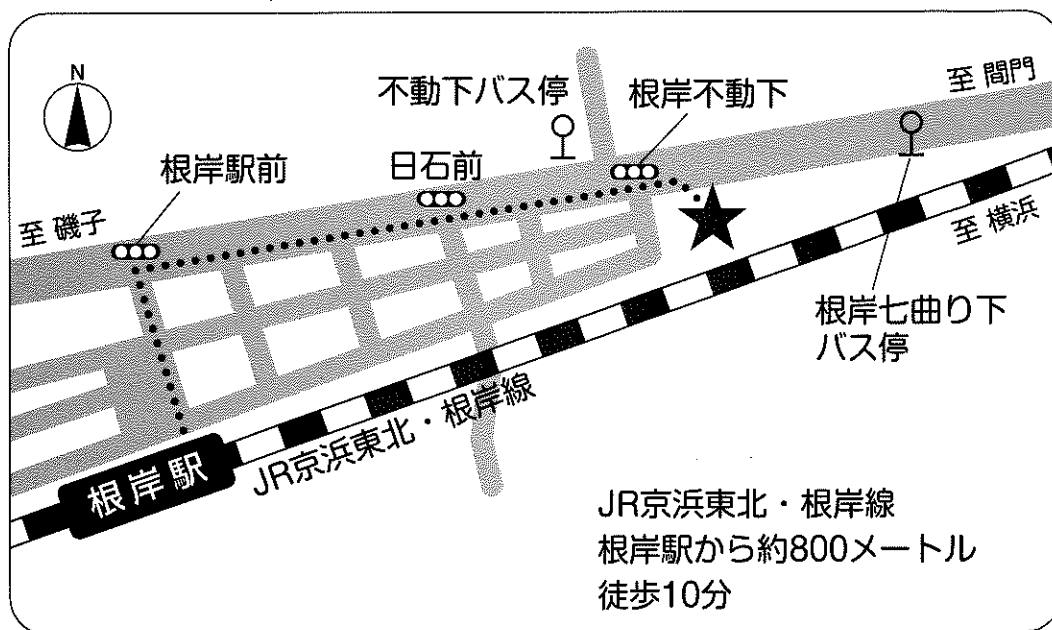 N
不動下バス停
根岸不動下
至 間門
根岸駅前
日石前
至 磯子
至 横浜
根岸七曲り下
バス停
JR京浜東北・根岸線
根岸駅
JR京浜東北・根岸線
根岸駅から約800メートル
徒歩10分